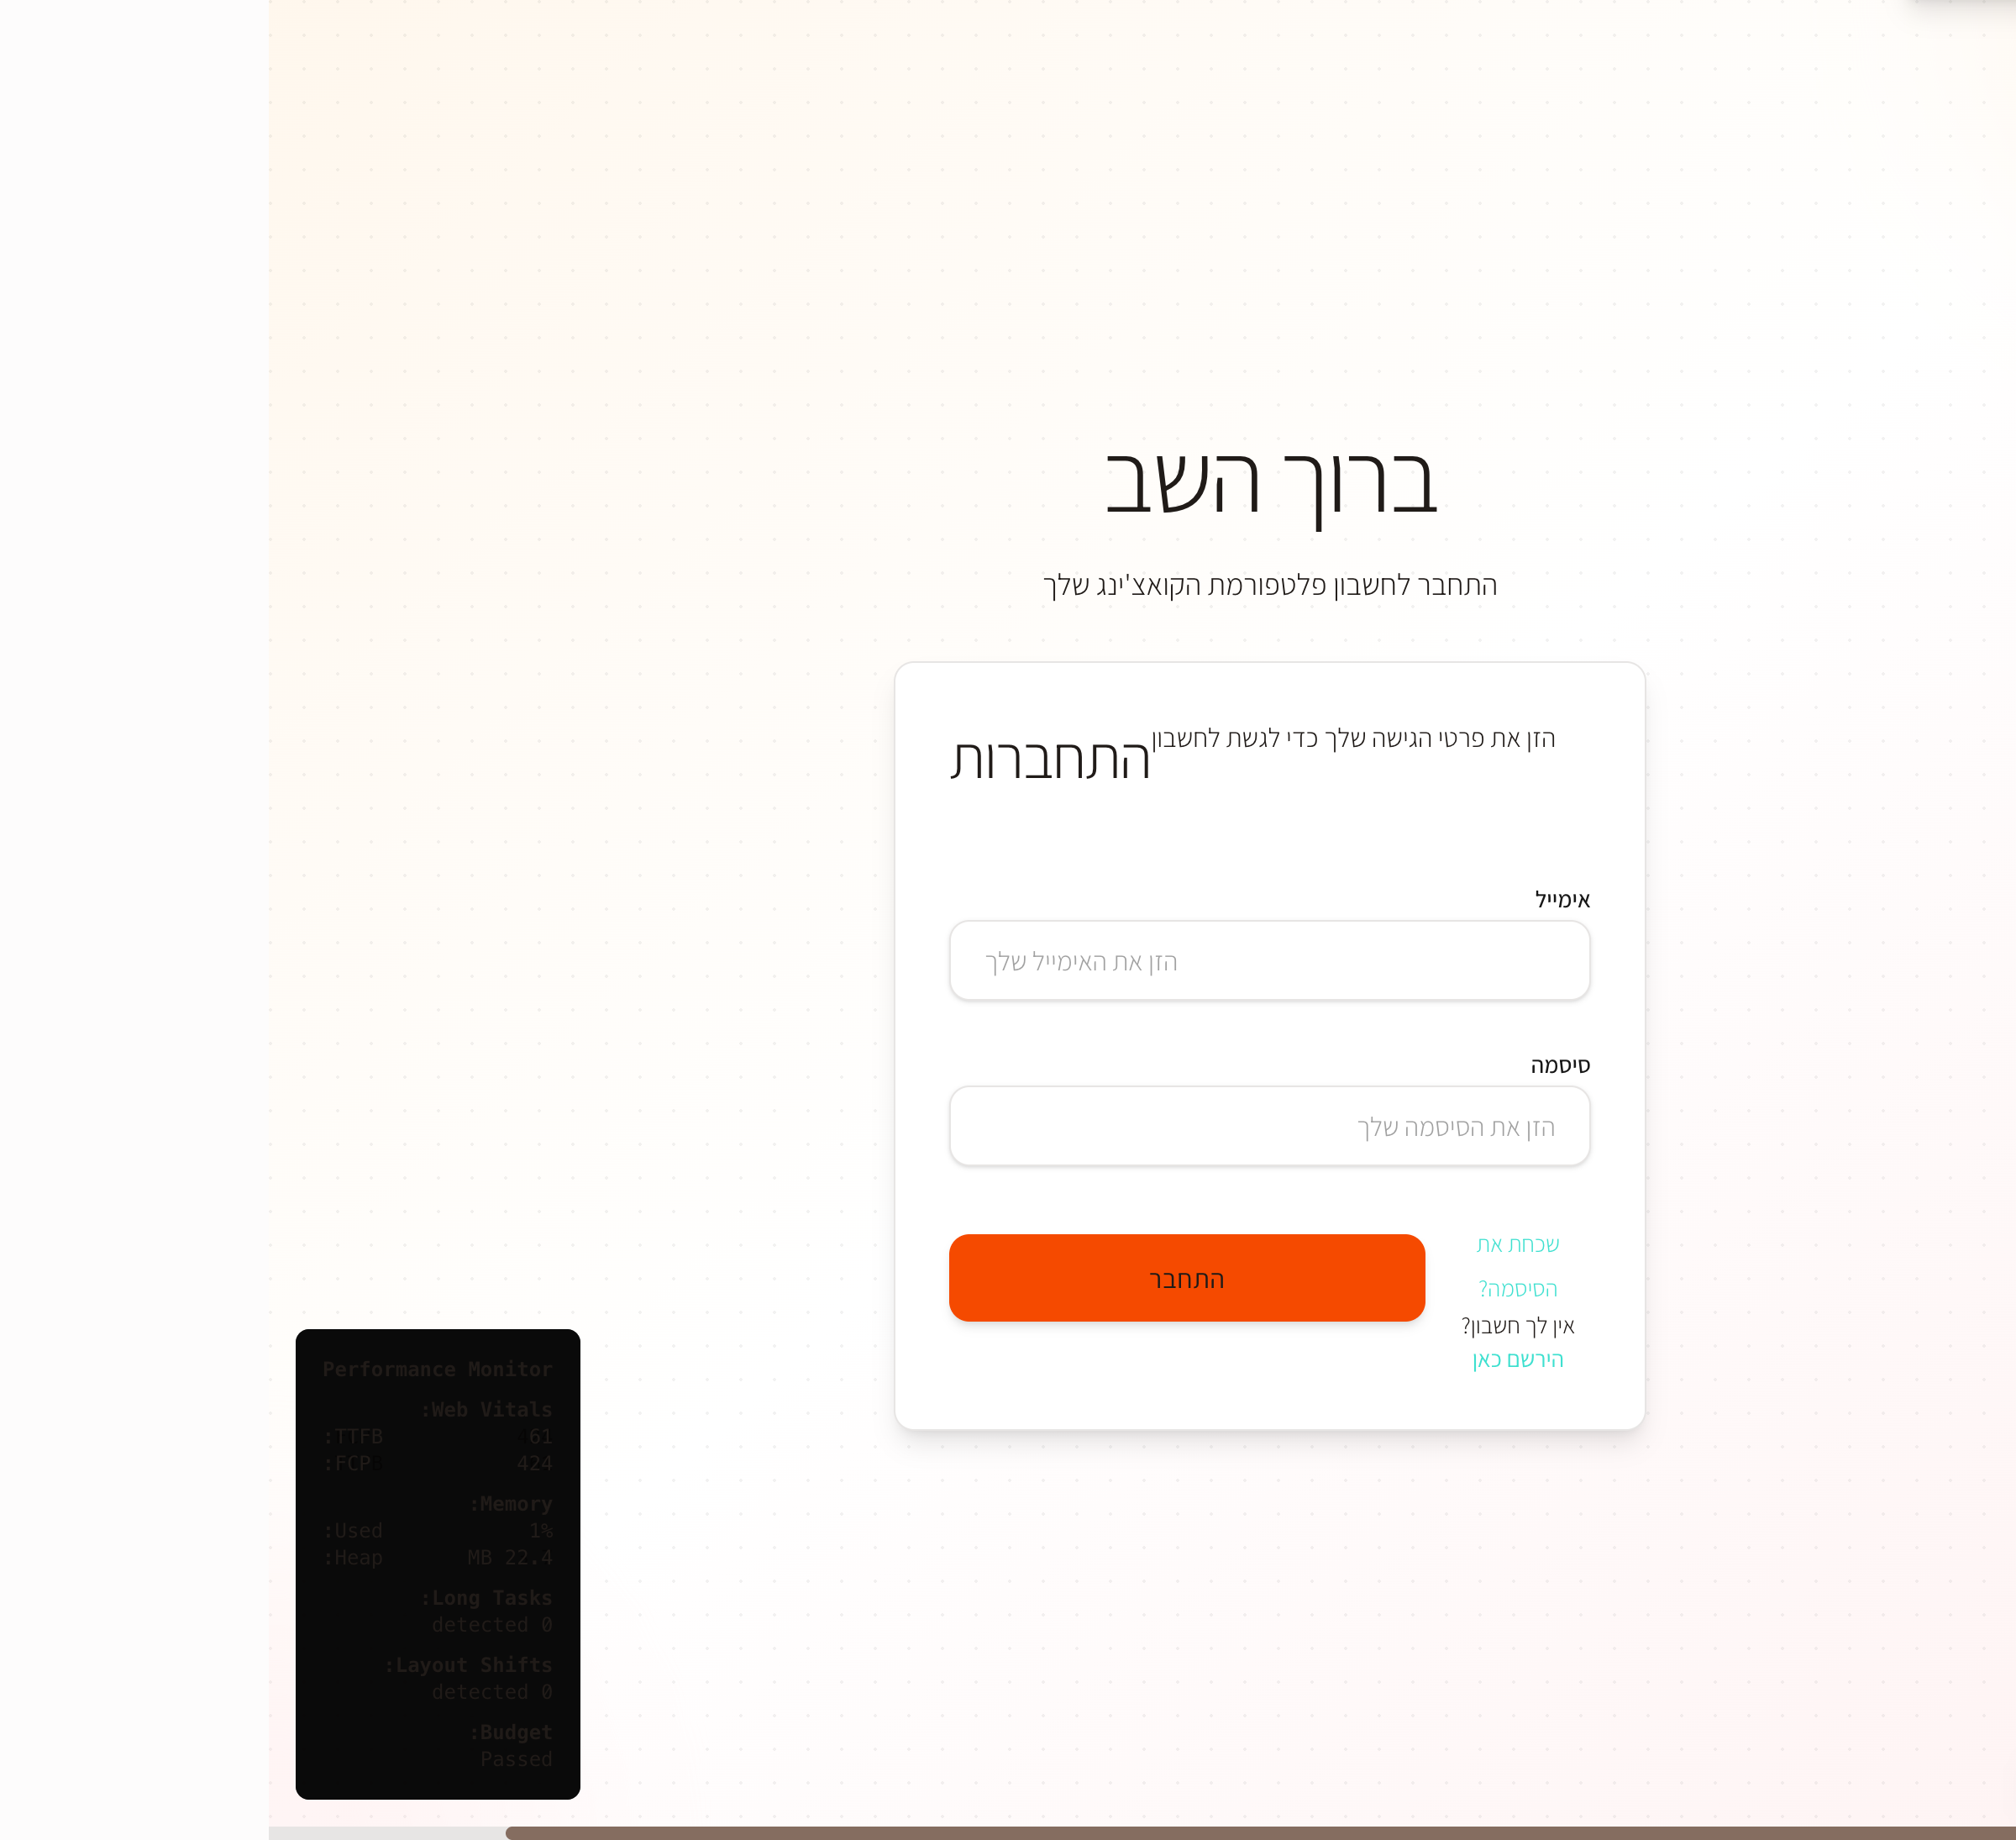 ברוך השב
התחבר לחשבון פלטפורמת הקואצ'ינג שלך
הזן את פרטי הגישה שלך כדי לגשת לחשבון
התחברות
אימייל
הזן את האימייל שלך
סיסמה
הזן את הסיסמה שלך
התחבר
שכחת את
הסיסמה?
אין לך חשבון?
הירשם כאן
Performance Monitor
:Web Vitals
:TTFB 61
:FCP 424
:Memory
:Used 1%
:Heap MB 22.4
:Long Tasks
detected 0
:Layout Shifts
detected 0
:Budget
Passed